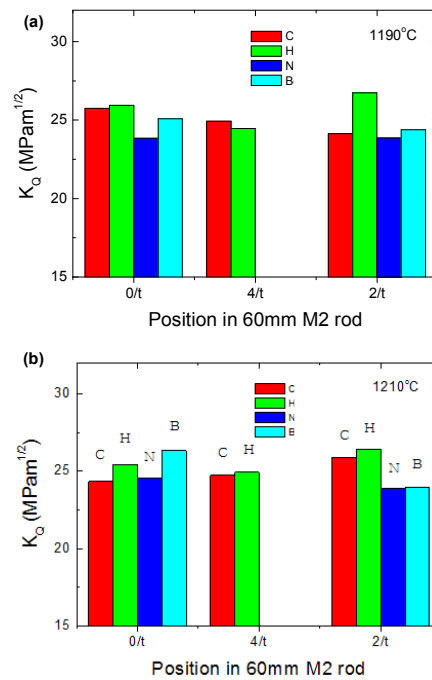 (a)
1190°C
C
H
N
B
30
25
20
15
K_Q (MPam^1/2)
0/t 4/t 2/t
Position in 60mm M2 rod
(b)
1210°C
C
H
N
B
30
25
20
15
K_Q (MPam^1/2)
C H N B C H C H N B
0/t 4/t 2/t
Position in 60mm M2 rod